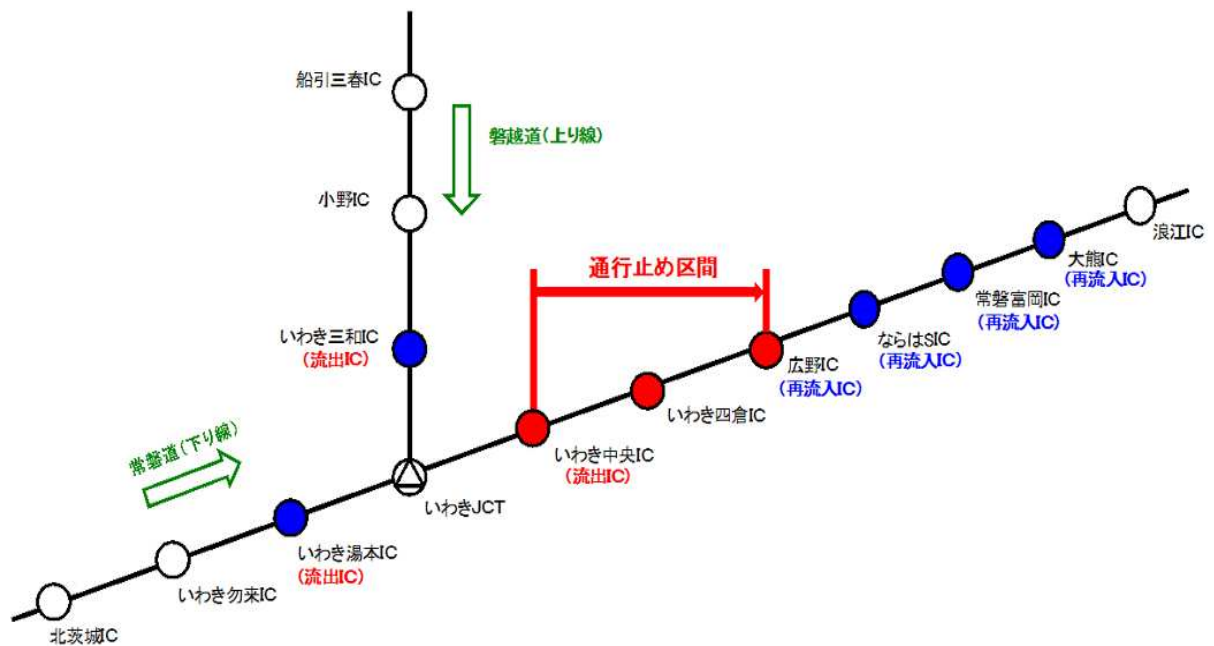 船引三春IC
磐越道(上り線)
小野IC
浪江IC
通行止め区間
大熊IC
(再流入IC)
常磐富岡IC
(再流入IC)
いわき三和IC
(流出IC)
ならはSIC
(再流入IC)
広野IC
(再流入IC)
いわき四倉IC
常磐道(下り線)
いわき中央IC
(流出IC)
いわきJCT
いわき湯本IC
(流出IC)
いわき勿来IC
北茨城IC